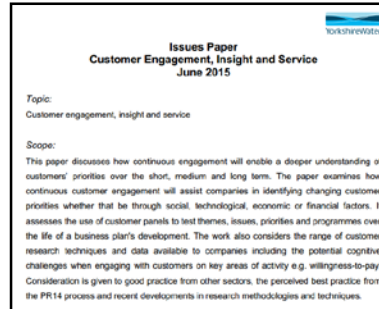 YorkshireWater
Issues Paper
Customer Engagement, Insight and Service
June 2015
Topic:
Customer engagement, insight and service
Scope:
This paper discusses how continuous engagement will enable a deeper understanding o
customers' priorities over the short, medium and long term. The paper examines how
continuous customer engagement will assist companies in identifying changing custome
priorities whether that be through social, technological, economic or financial factors. I
assesses the use of customer panels to test themes, issues, priorities and programmes ove
the life of a business plan's development. The work also considers the range of custome
research techniques and data available to companies including the potential cognitive
challenges when engaging with customers on key areas of activity e.g. willingness-to-pay
Consideration is given to good practice from other sectors, the perceived best practice from
the PR14 process and recent developments in research methodologies and techniques.